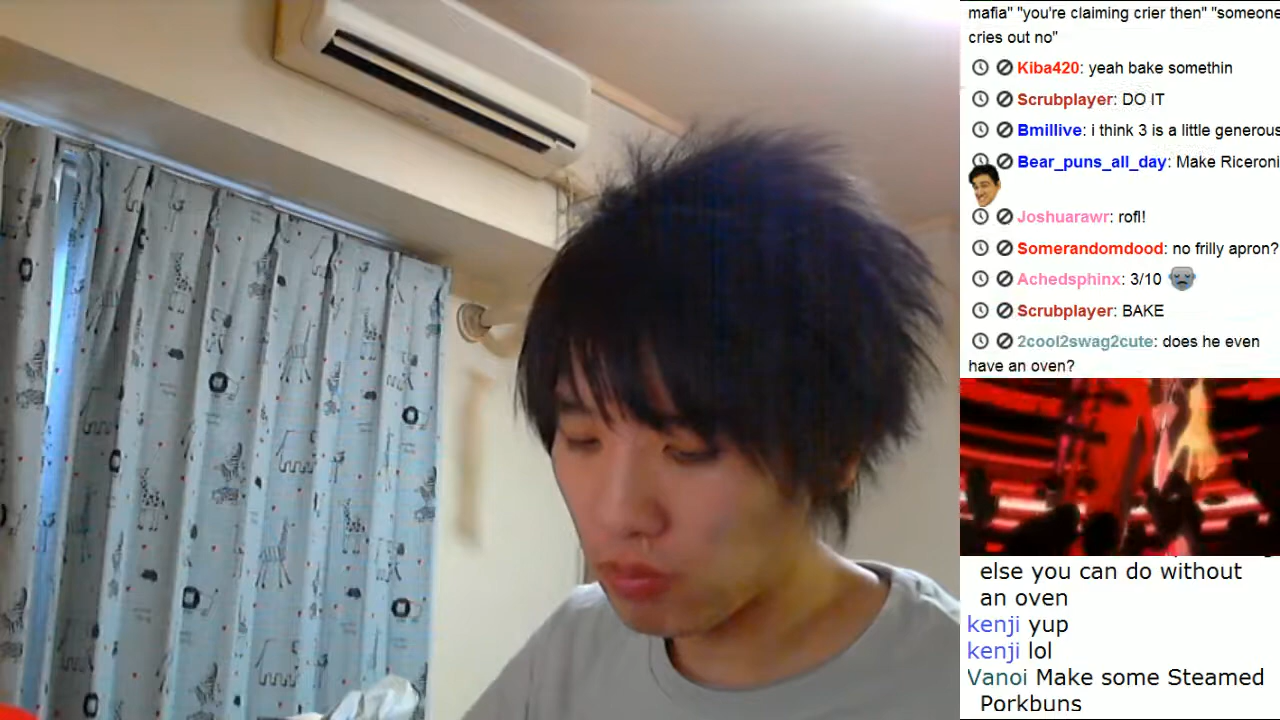 mafia" "you're claiming crier then" "someone
cries out no"
Kiba420: yeah bake somethin
Scrubplayer: DO IT
Bmillive: i think 3 is a little generous
Bear_puns_all_day: Make Riceroni
Joshuarawr: rofl!
Somerandomdood: no frilly apron?
Achedsphinx: 3/10
Scrubplayer: BAKE
2cool2swag2cute: does he even
have an oven?
else you can do without
an oven
kenji yup
kenji lol
Vanoi Make some Steamed
Porkbuns